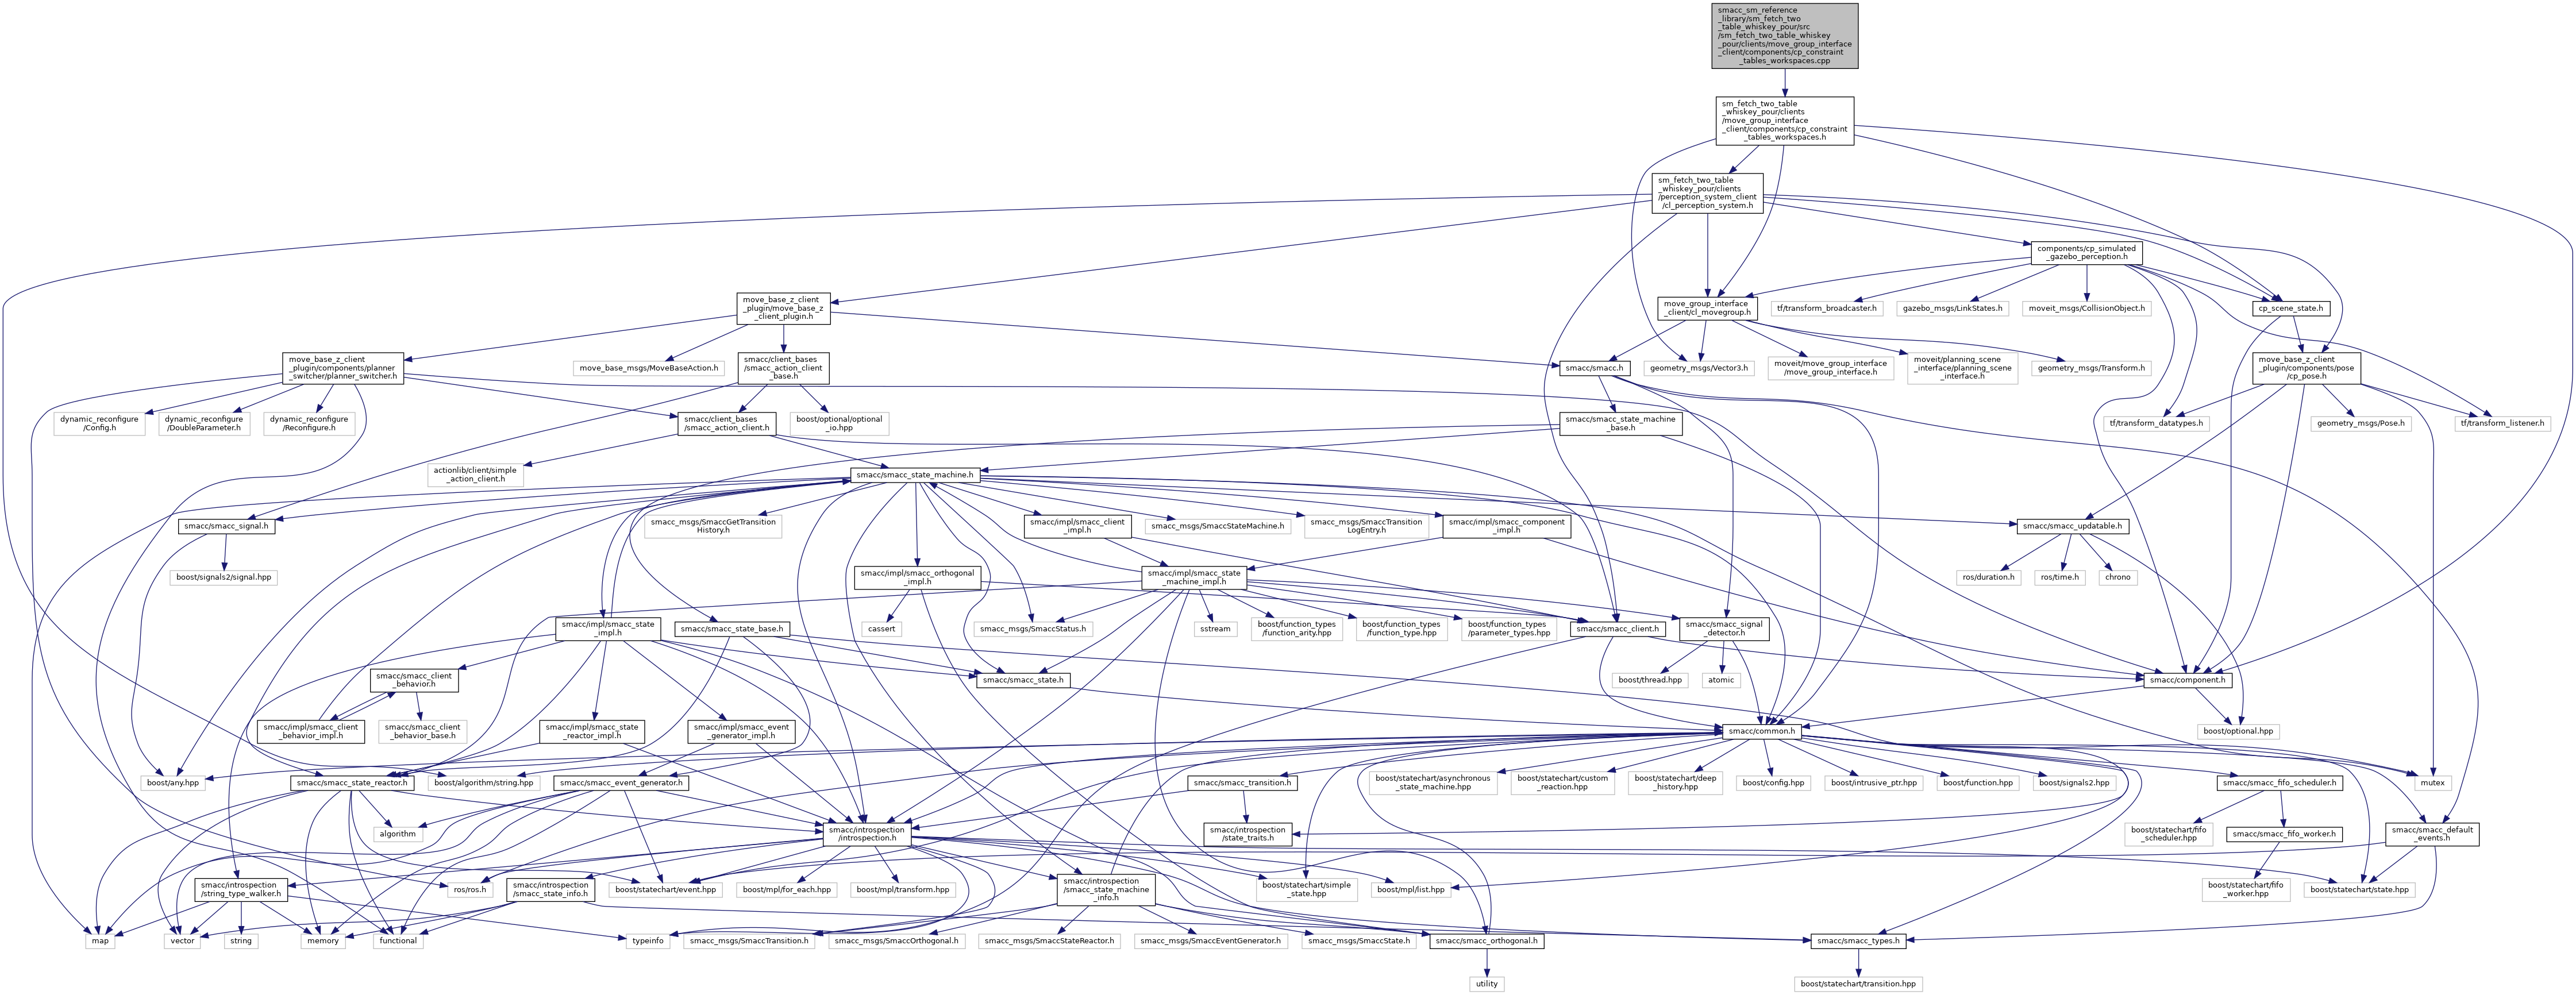 smacc_sm_reference
_library/sm_fetch_two
_table_whiskey_pour/src
/sm_fetch_two_table_whiskey
_pour/clients/move_group_interface
_client/components/cp_constraint
_tables_workspaces.cpp
sm_fetch_two_table
_whiskey_pour/clients
/move_group_interface
_client/components/cp_constraint
_tables_workspaces.h
sm_fetch_two_table
_whiskey_pour/clients
/perception_system_client
/cl_perception_system.h
components/cp_simulated
_gazebo_perception.h
move_base_z_client
_plugin/move_base_z
_client_plugin.h
move_group_interface
_client/cl_movegroup.h
tf/transform_broadcaster.h
gazebo_msgs/LinkStates.h
moveit_msgs/CollisionObject.h
cp_scene_state.h
move_base_z_client
_plugin/components/planner
_switcher/planner_switcher.h
move_base_msgs/MoveBaseAction.h
smacc/client_bases
/smacc_action_client
_base.h
smacc/smacc.h
geometry_msgs/Vector3.h
moveit/move_group_interface
/move_group_interface.h
moveit/planning_scene
_interface/planning_scene
_interface.h
geometry_msgs/Transform.h
move_base_z_client
_plugin/components/pose
/cp_pose.h
dynamic_reconfigure
/Config.h
dynamic_reconfigure
/DoubleParameter.h
dynamic_reconfigure
/Reconfigure.h
smacc/client_bases
/smacc_action_client.h
boost/optional/optional
_io.hpp
smacc/smacc_state_machine
_base.h
tf/transform_datatypes.h
geometry_msgs/Pose.h
tf/transform_listener.h
actionlib/client/simple
_action_client.h
smacc/smacc_state_machine.h
smacc/smacc_signal.h
smacc_msgs/SmaccGetTransition
History.h
smacc/impl/smacc_client
_impl.h
smacc_msgs/SmaccStateMachine.h
smacc_msgs/SmaccTransition
LogEntry.h
smacc/impl/smacc_component
_impl.h
smacc/smacc_updatable.h
boost/signals2/signal.hpp
smacc/impl/smacc_orthogonal
_impl.h
smacc/impl/smacc_state
_machine_impl.h
ros/duration.h
ros/time.h
chrono
smacc/impl/smacc_state
_impl.h
smacc/smacc_state_base.h
cassert
smacc_msgs/SmaccStatus.h
sstream
boost/function_types
/function_arity.hpp
boost/function_types
/function_type.hpp
boost/function_types
/parameter_types.hpp
smacc/smacc_client.h
smacc/smacc_signal
_detector.h
smacc/smacc_client
_behavior.h
smacc/smacc_state.h
boost/thread.hpp
atomic
smacc/component.h
smacc/impl/smacc_client
_behavior_impl.h
smacc/smacc_client
_behavior_base.h
smacc/impl/smacc_state
_reactor_impl.h
smacc/impl/smacc_event
_generator_impl.h
smacc/common.h
boost/optional.hpp
boost/any.hpp
smacc/smacc_state_reactor.h
boost/algorithm/string.hpp
smacc/smacc_event_generator.h
smacc/smacc_transition.h
boost/statechart/asynchronous
_state_machine.hpp
boost/statechart/custom
_reaction.hpp
boost/statechart/deep
_history.hpp
boost/config.hpp
boost/intrusive_ptr.hpp
boost/function.hpp
boost/signals2.hpp
smacc/smacc_fifo_scheduler.h
mutex
algorithm
smacc/introspection
/introspection.h
smacc/introspection
/state_traits.h
boost/statechart/fifo
_scheduler.hpp
smacc/smacc_fifo_worker.h
smacc/smacc_default
_events.h
smacc/introspection
/string_type_walker.h
ros/ros.h
smacc/introspection
/smacc_state_info.h
boost/statechart/event.hpp
boost/mpl/for_each.hpp
boost/mpl/transform.hpp
smacc/introspection
/smacc_state_machine
_info.h
boost/statechart/simple
_state.hpp
boost/mpl/list.hpp
boost/statechart/fifo
_worker.hpp
boost/statechart/state.hpp
map
vector
string
memory
functional
typeinfo
smacc_msgs/SmaccTransition.h
smacc_msgs/SmaccOrthogonal.h
smacc_msgs/SmaccStateReactor.h
smacc_msgs/SmaccEventGenerator.h
smacc_msgs/SmaccState.h
smacc/smacc_orthogonal.h
smacc/smacc_types.h
utility
boost/statechart/transition.hpp